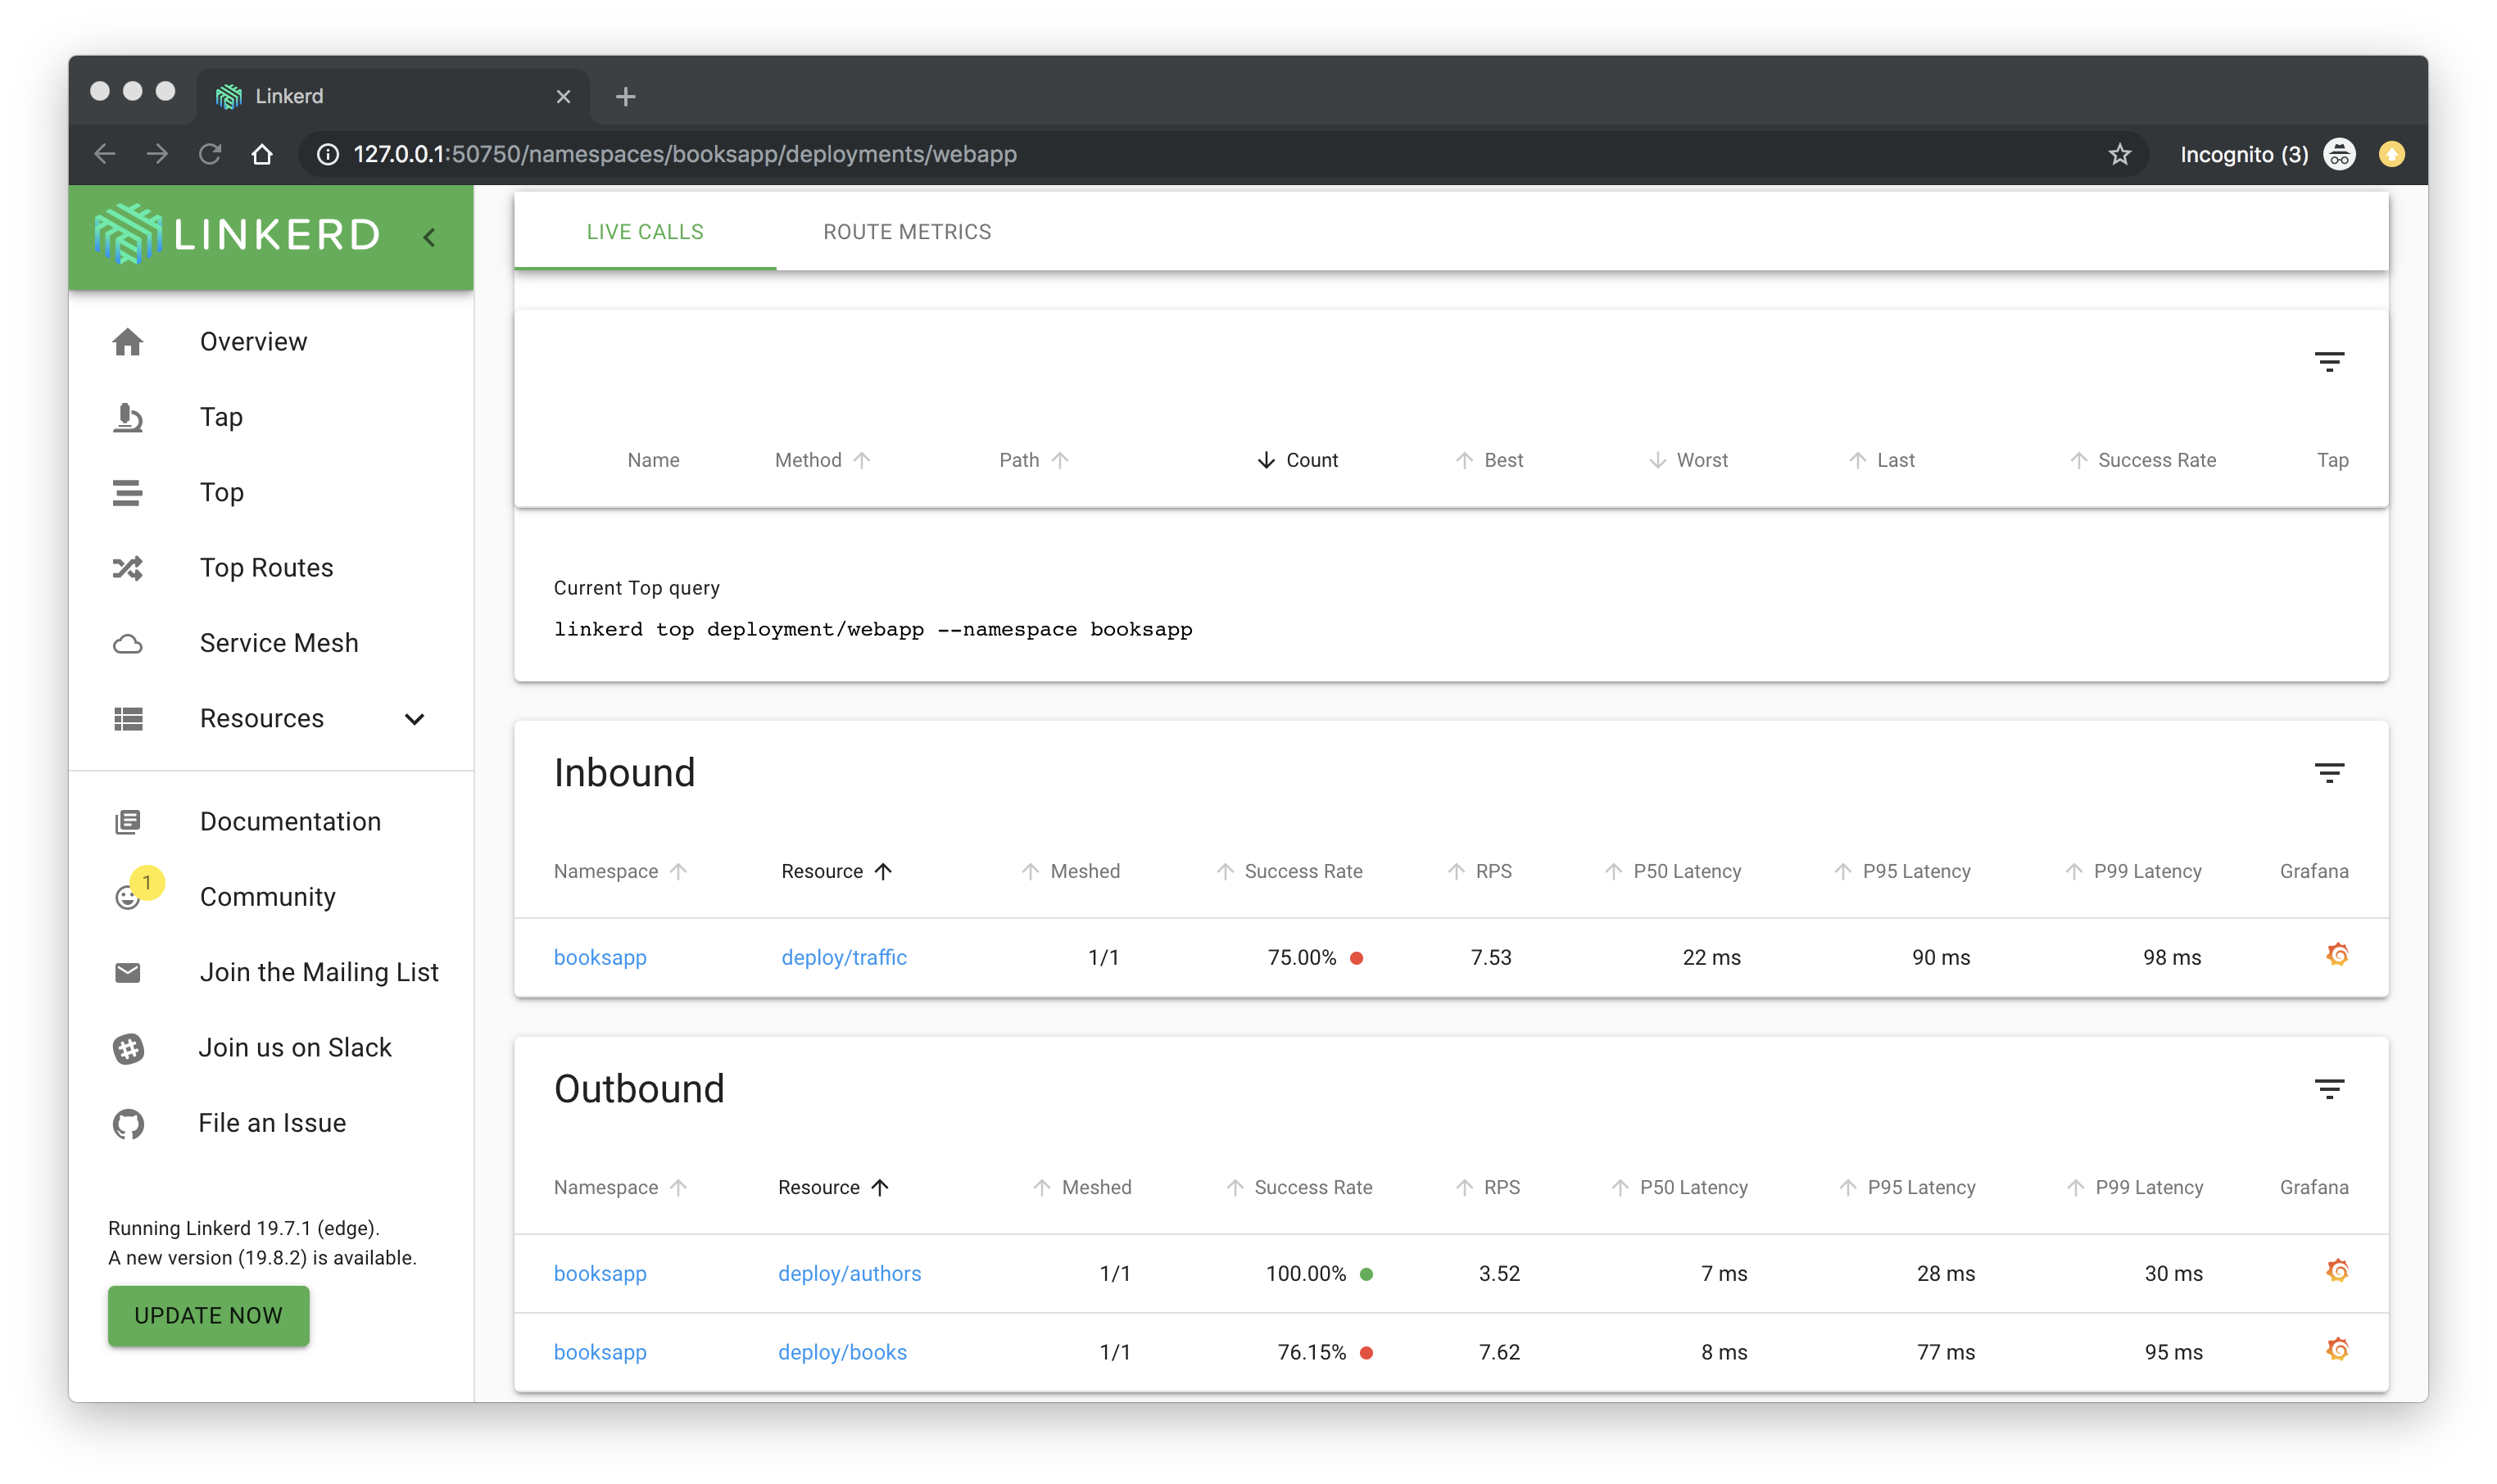 Linkerd
127.0.0.1:50750/namespaces/booksapp/deployments/webapp
Incognito (3)
LINKERD
Overview
Tap
Top
Top Routes
Service Mesh
Resources
Documentation
1
Community
Join the Mailing List
Join us on Slack
File an Issue
Running Linkerd 19.7.1 (edge).
A new version (19.8.2) is available.
UPDATE NOW
LIVE CALLS ROUTE METRICS
Name Method Path Count Best Worst Last Success Rate Tap
Current Top query
linkerd top deployment/webapp --namespace booksapp
Inbound
Namespace Resource Meshed Success Rate RPS P50 Latency P95 Latency P99 Latency Grafana
booksapp deploy/traffic 1/1 75.00% 7.53 22 ms 90 ms 98 ms
Outbound
Namespace Resource Meshed Success Rate RPS P50 Latency P95 Latency P99 Latency Grafana
booksapp deploy/authors 1/1 100.00% 3.52 7 ms 28 ms 30 ms
booksapp deploy/books 1/1 76.15% 7.62 8 ms 77 ms 95 ms